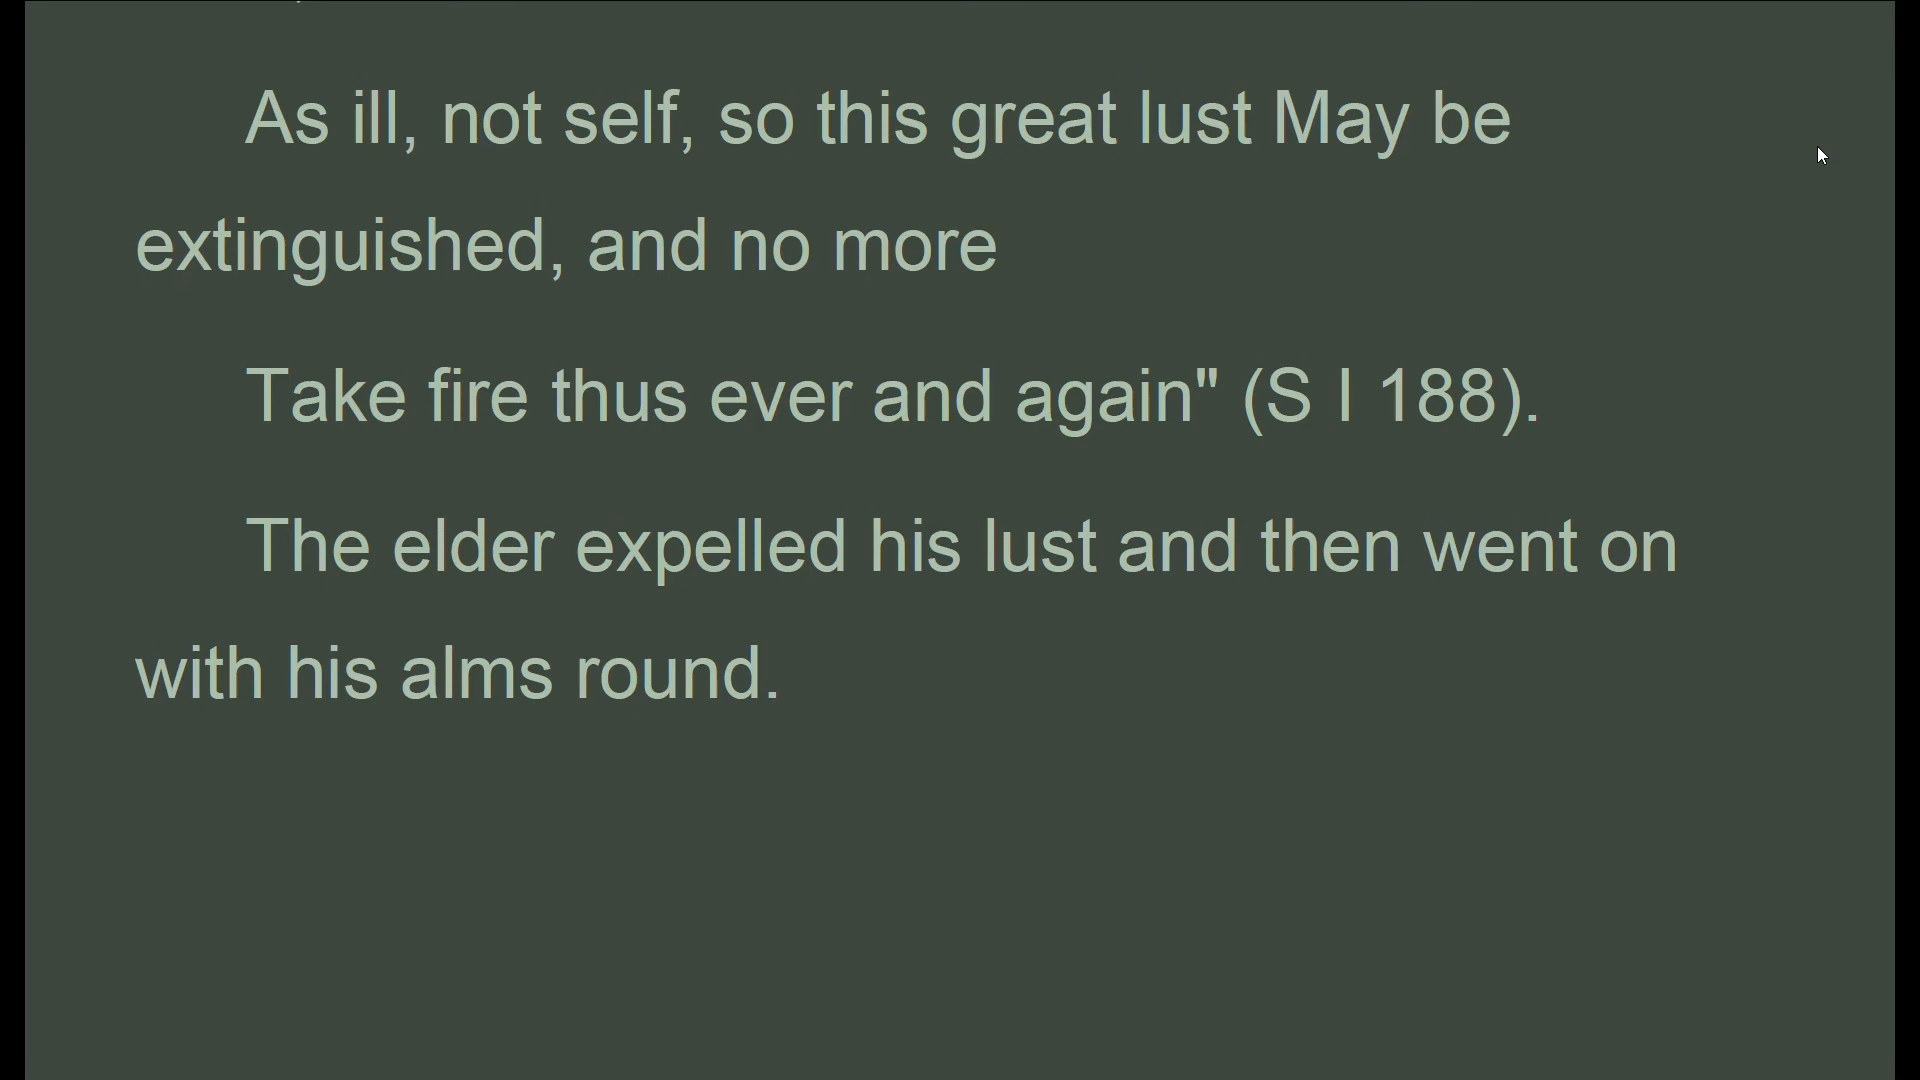 As ill, not self, so this great lust May be
extinguished, and no more
Take fire thus ever and again" (S I 188).
The elder expelled his lust and then went on
with his alms round.